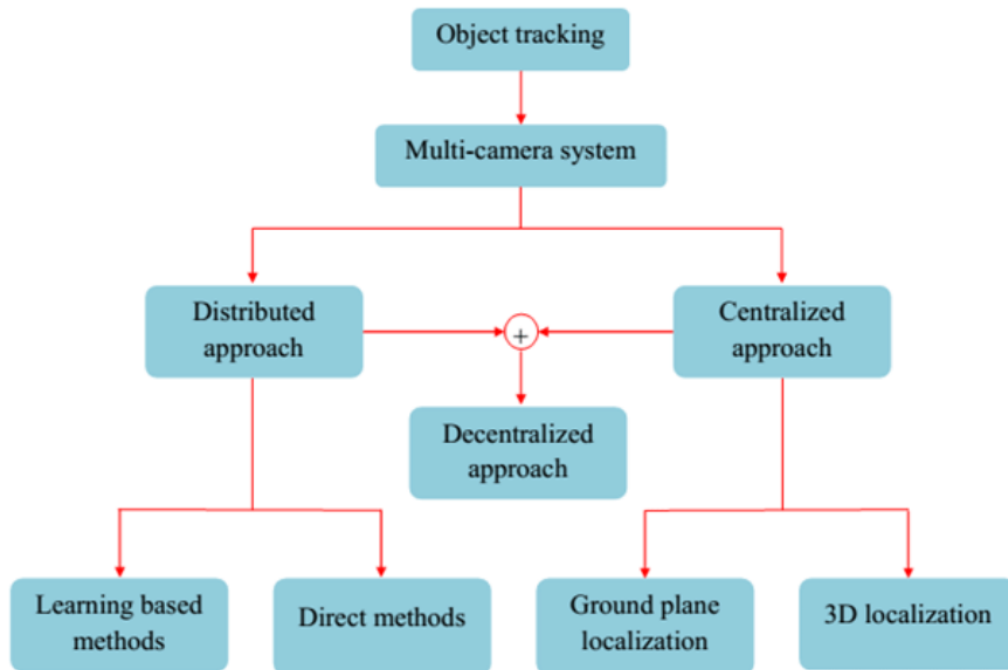 Object tracking
Multi-camera system
Distributed
approach
+
Centralized
approach
Decentralized
approach
Learning based
methods
Direct methods
Ground plane
localization
3D localization